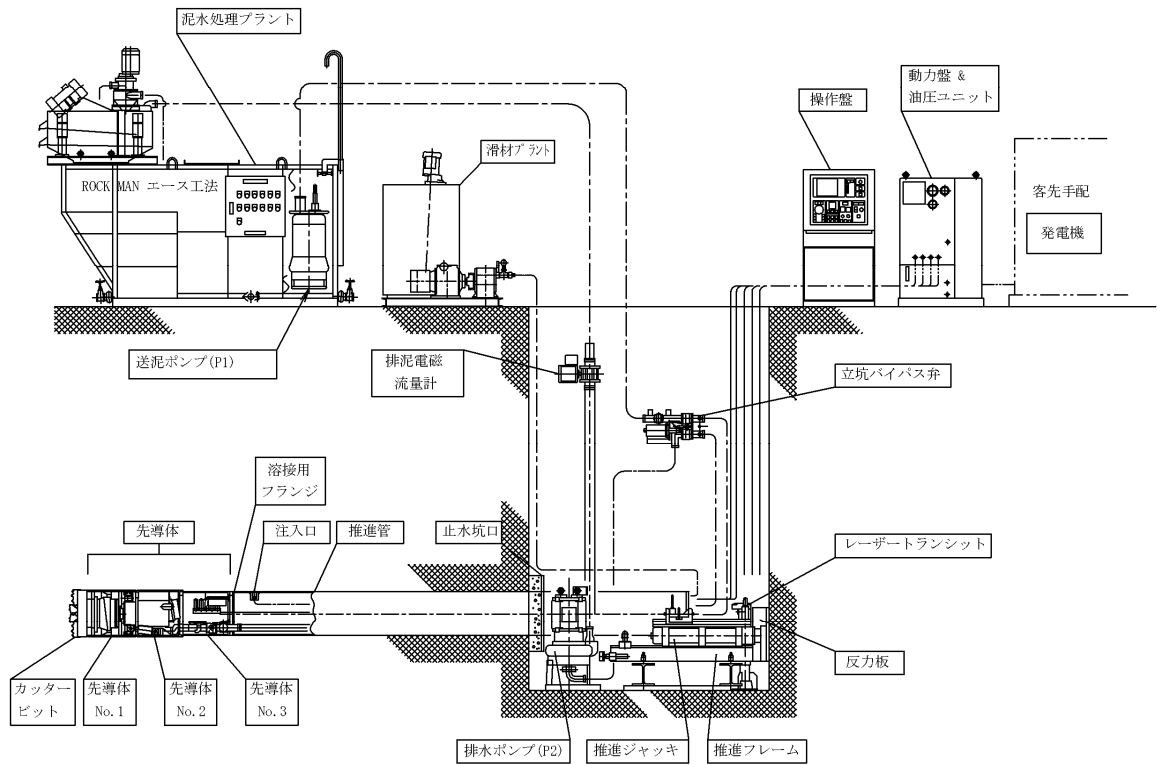 泥水処理プラント
動力盤 &
油圧ユニット
操作盤
滑材プラント
ROCK MAN エース工法
客先手配
発電機
送泥ポンプ(P1)
排泥電磁
流量計
立坑バイパス弁
溶接用
フランジ
先導体
注入口
推進管
止水坑口
レーザートランシット
反力板
カッター
ビット
先導体
No.1
先導体
No.2
先導体
No.3
排水ポンプ(P2)
推進ジャッキ
推進フレーム